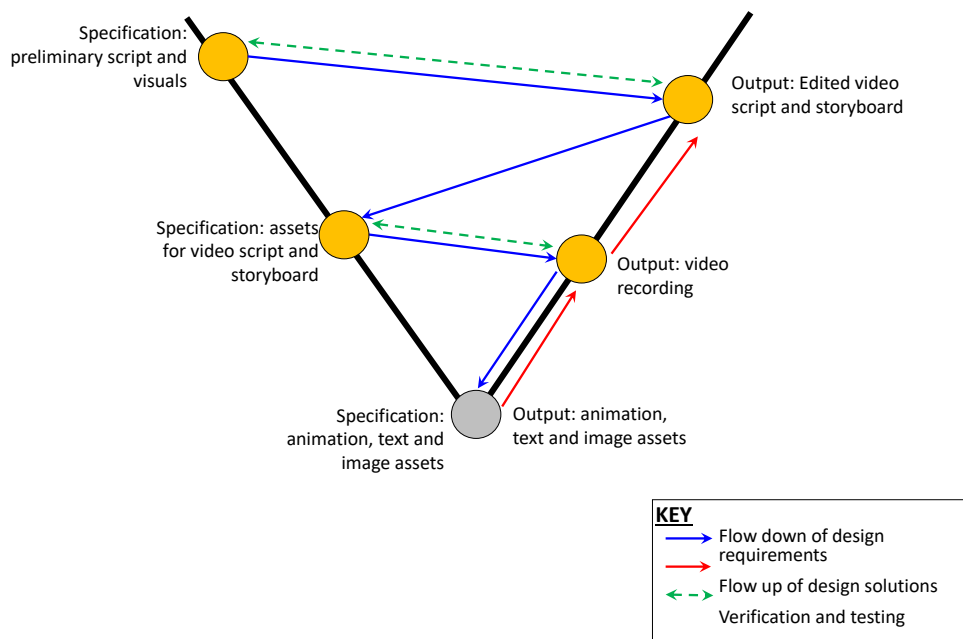 Specification:
preliminary script and
visuals
Output: Edited video
script and storyboard
Specification: assets
for video script and
storyboard
Output: video
recording
Specification:
animation, text and
image assets
Output: animation,
text and image assets
KEY
Flow down of design
requirements
Flow up of design solutions
Verification and testing